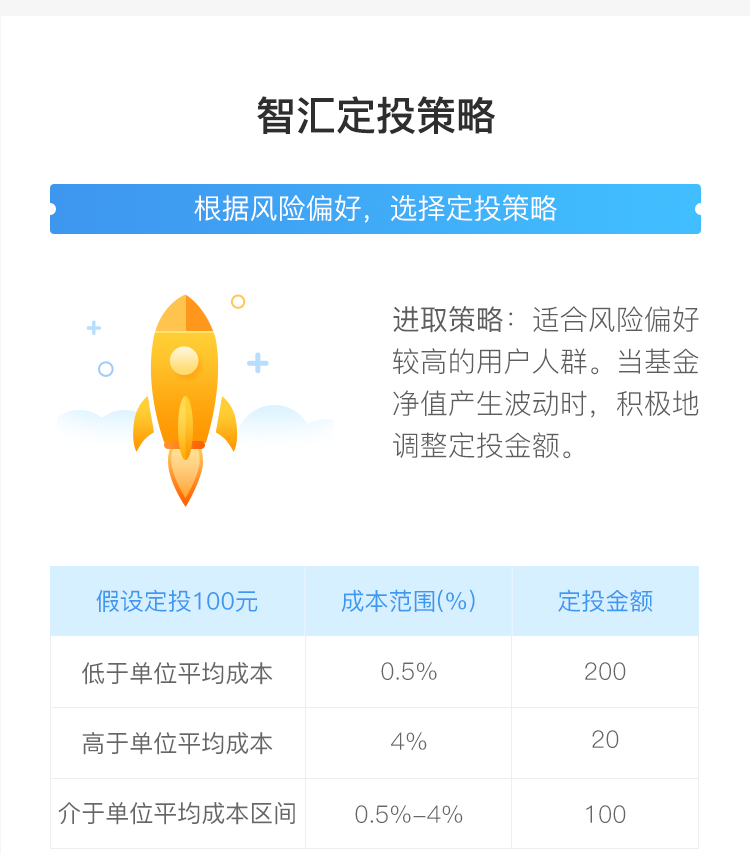 智汇定投策略
根据风险偏好，选择定投策略
进取策略：适合风险偏好
较高的用户人群。当基金
净值产生波动时，积极地
调整定投金额。
假设定投100元 成本范围(%) 定投金额
低于单位平均成本 0.5% 200
高于单位平均成本 4% 20
介于单位平均成本区间 0.5%–4% 100